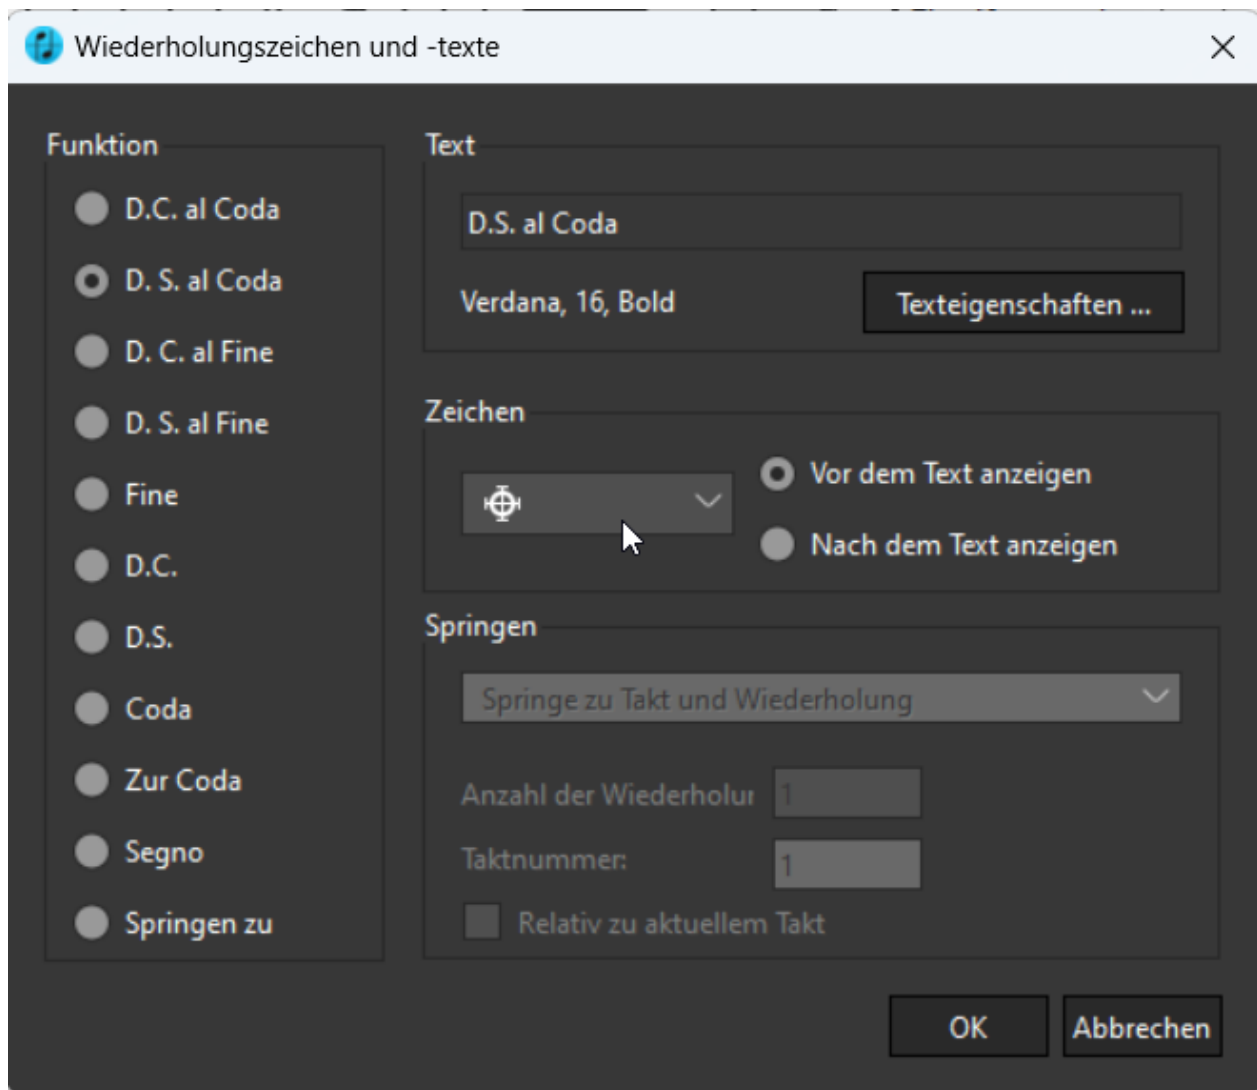 Wiederholungszeichen und -texte
Funktion
D.C. al Coda
D. S. al Coda
D. C. al Fine
D. S. al Fine
Fine
D.C.
D.S.
Coda
Zur Coda
Segno
Springen zu
Text
D.S. al Coda
Verdana, 16, Bold
Texteigenschaften ...
Zeichen
Vor dem Text anzeigen
Nach dem Text anzeigen
Springen
Springe zu Takt und Wiederholung
Anzahl der Wiederholur
1
Taktnummer:
1
Relativ zu aktuellem Takt
OK
Abbrechen